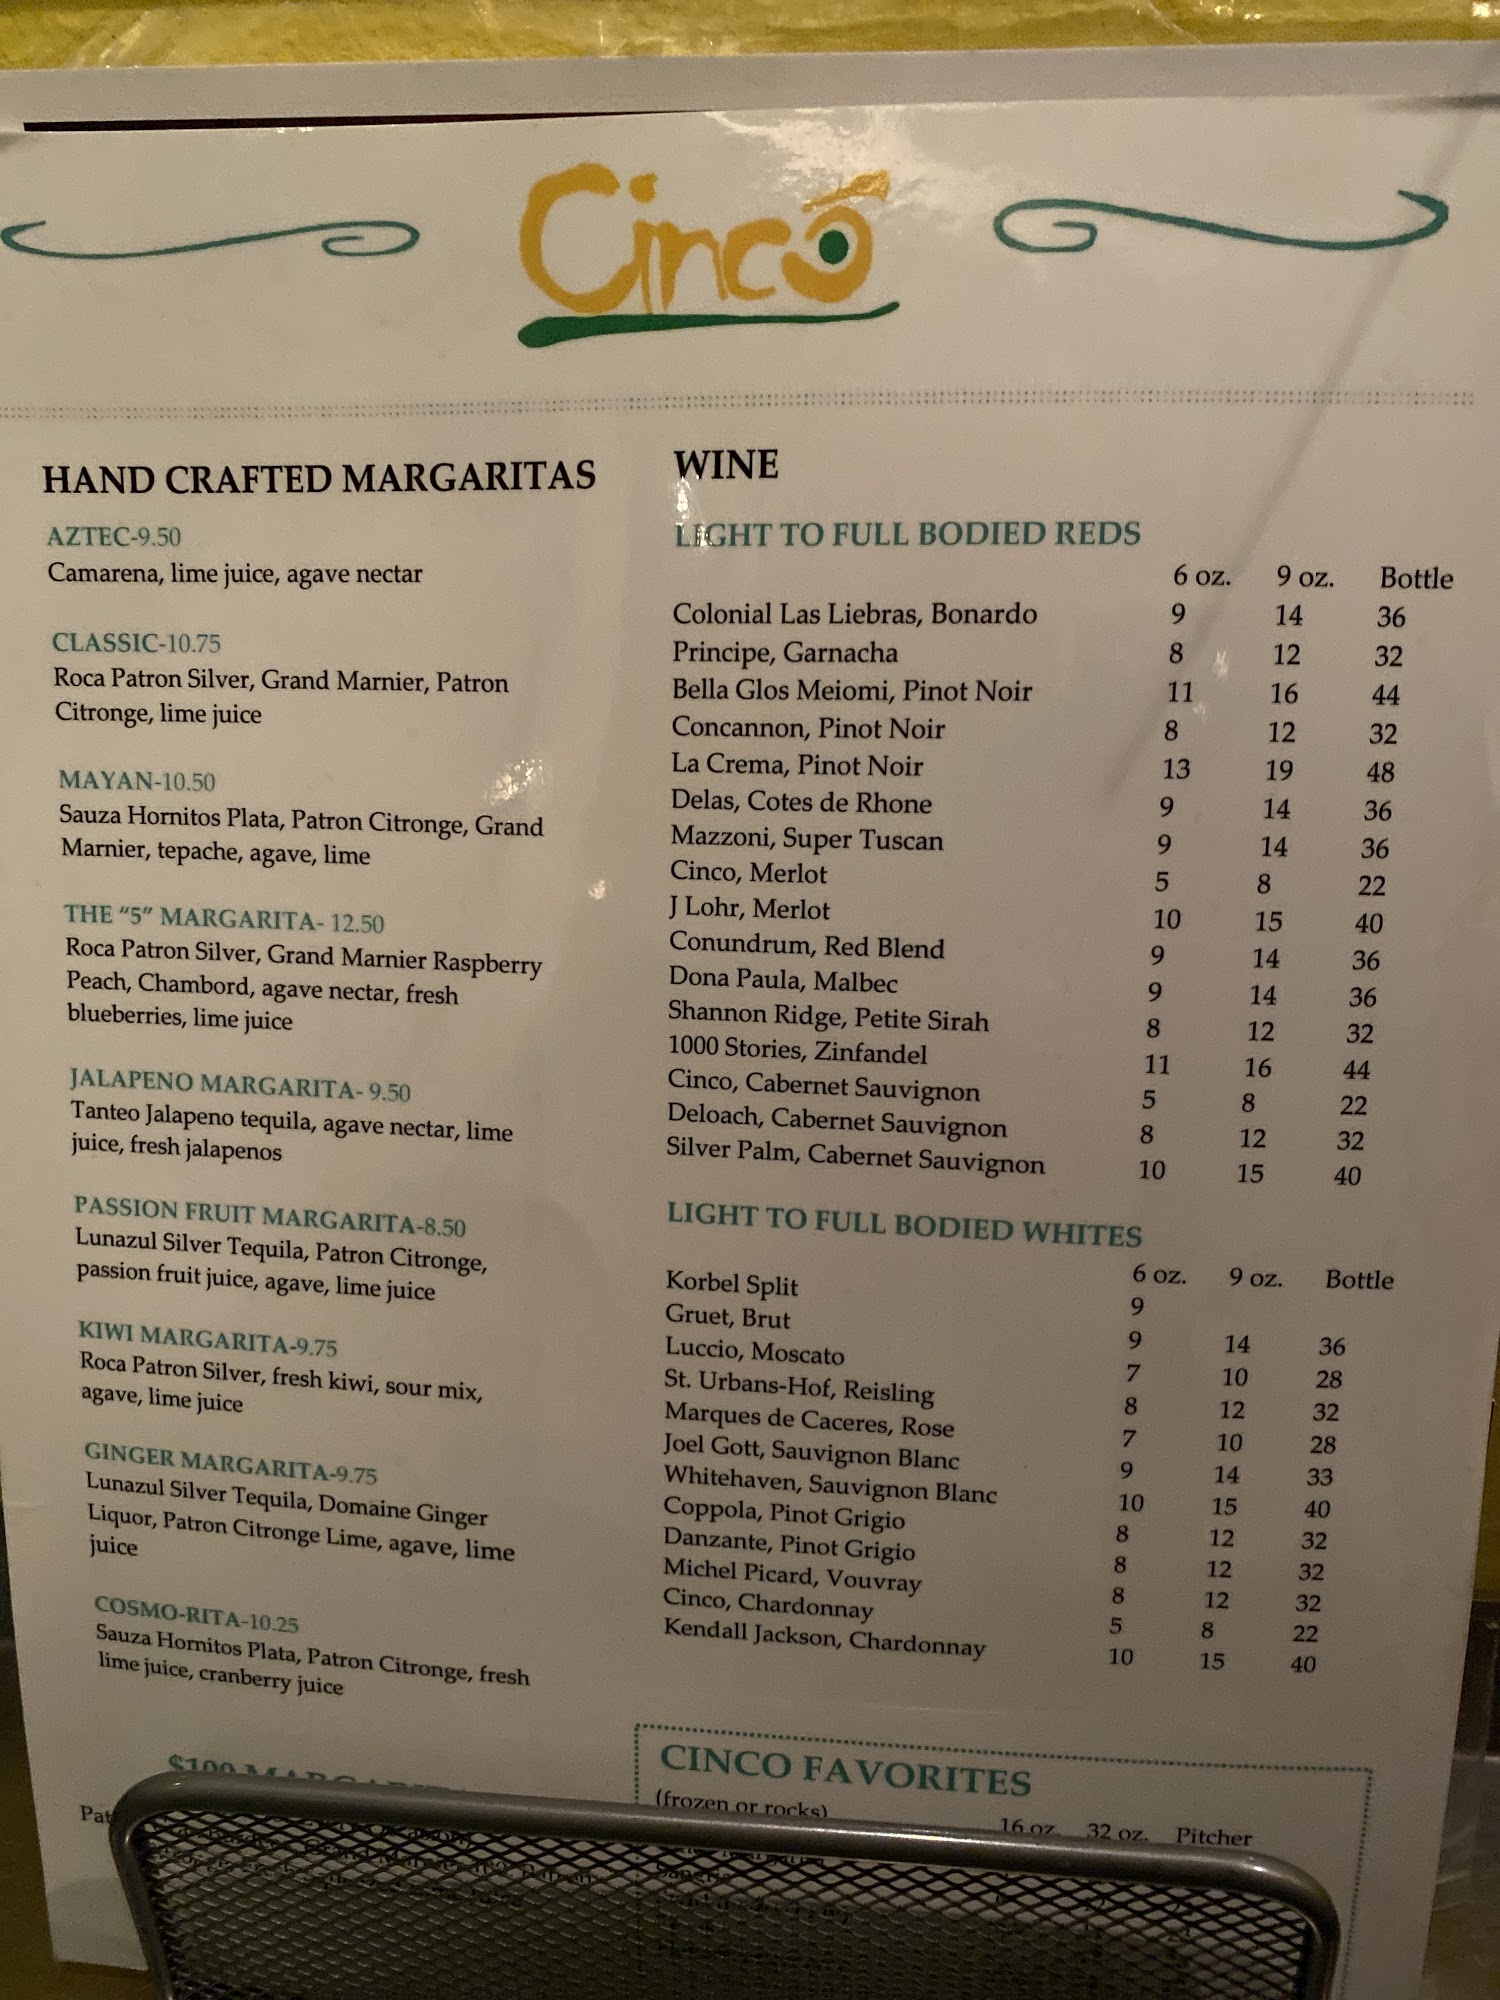 Cinco
HAND CRAFTED MARGARITAS
AZTEC-9.50
Camarena, lime juice, agave nectar
CLASSIC-10.75
Roca Patron Silver, Grand Marnier, Patron
Citronge, lime juice
MAYAN-10.50
Sauza Hornitos Plata, Patron Citronge, Grand
Marnier, tepache, agave, lime
THE "5" MARGARITA- 12.50
Roca Patron Silver, Grand Marnier Raspberry
Peach, Chambord, agave nectar, fresh
blueberries, lime juice
JALAPENO MARGARITA- 9.50
Tanteo Jalapeno tequila, agave nectar, lime
juice, fresh jalapenos
PASSION FRUIT MARGARITA-8.50
Lunazul Silver Tequila, Patron Citronge,
passion fruit juice, agave, lime juice
KIWI MARGARITA-9.75
Roca Patron Silver, fresh kiwi, sour mix,
agave, lime juice
GINGER MARGARITA-9.75
Lunazul Silver Tequila, Domaine Ginger
Liquor, Patron Citronge Lime, agave, lime
juice
COSMO-RITA-10.25
Sauza Hornitos Plata, Patron Citronge, fresh
lime juice, cranberry juice
$100 MARGARITA
WINE
LIGHT TO FULL BODIED REDS
6 oz. 9 oz. Bottle
Colonial Las Liebras, Bonardo 9 14 36
Principe, Garnacha 8 12 32
Bella Glos Meiomi, Pinot Noir 11 16 44
Concannon, Pinot Noir 8 12 32
La Crema, Pinot Noir 13 19 48
Delas, Cotes de Rhone 9 14 36
Mazzoni, Super Tuscan 9 14 36
Cinco, Merlot 5 8 22
J Lohr, Merlot 10 15 40
Conundrum, Red Blend 9 14 36
Dona Paula, Malbec 9 14 36
Shannon Ridge, Petite Sirah 8 12 32
1000 Stories, Zinfandel 11 16 44
Cinco, Cabernet Sauvignon 5 8 22
Deloach, Cabernet Sauvignon 8 12 32
Silver Palm, Cabernet Sauvignon 10 15 40
LIGHT TO FULL BODIED WHITES
6 oz. 9 oz. Bottle
Korbel Split 9
Gruet, Brut 9 14 36
Luccio, Moscato 7 10 28
St. Urbans-Hof, Reisling 8 12 32
Marques de Caceres, Rose 7 10 28
Joel Gott, Sauvignon Blanc 9 14 33
Whitehaven, Sauvignon Blanc 10 15 40
Coppola, Pinot Grigio 8 12 32
Danzante, Pinot Grigio 8 12 32
Michel Picard, Vouvray 8 12 32
Cinco, Chardonnay 5 8 22
Kendall Jackson, Chardonnay 10 15 40
CINCO FAVORITES
(frozen or rocks)
16 oz. 32 oz. Pitcher